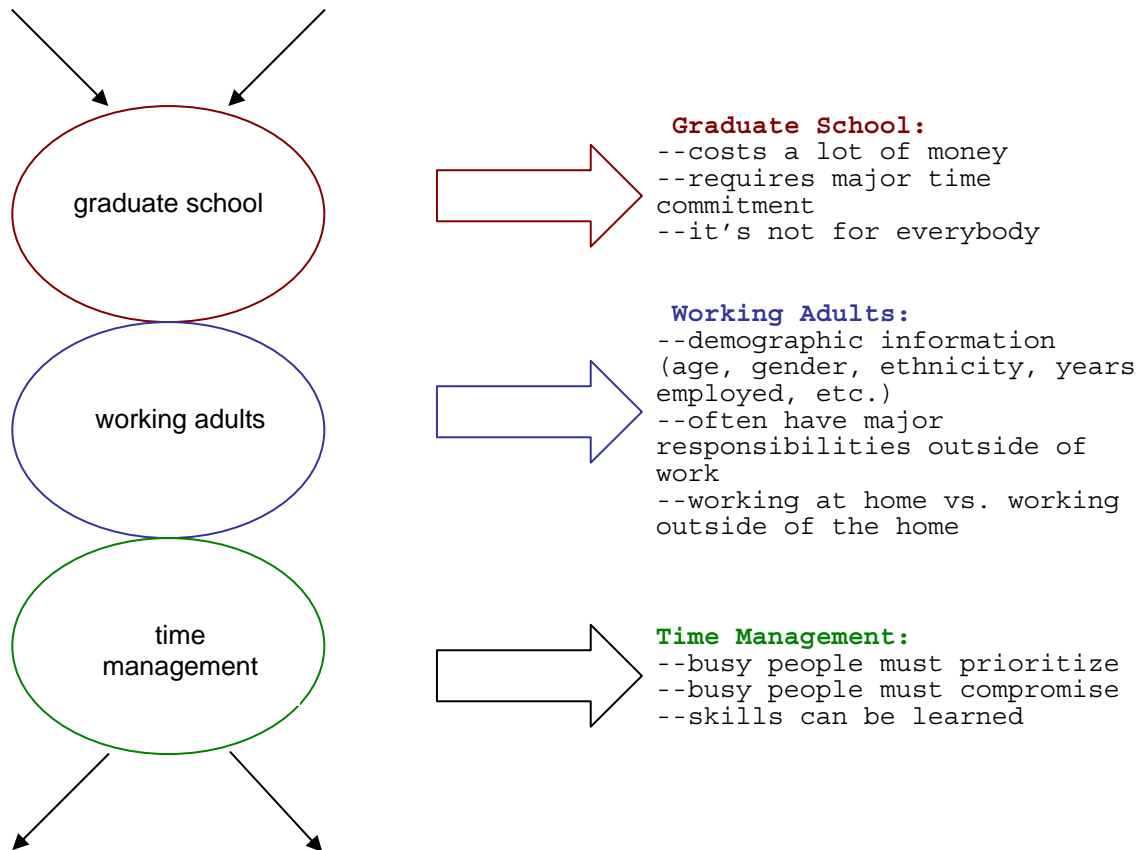 graduate school
Graduate School:
--costs a lot of money
--requires major time
commitment
--it's not for everybody
working adults
Working Adults:
--demographic information
(age, gender, ethnicity, years
employed, etc.)
--often have major
responsibilities outside of
work
--working at home vs. working
outside of the home
time
management
Time Management:
--busy people must prioritize
--busy people must compromise
--skills can be learned